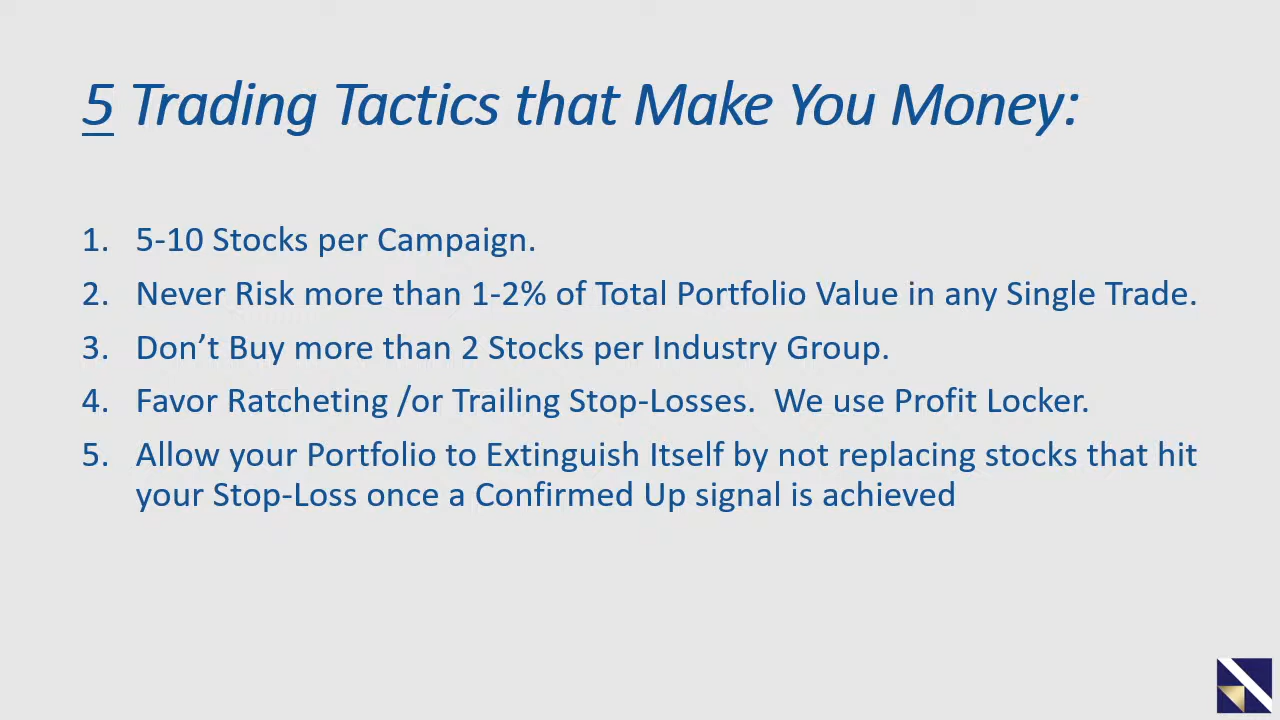 5 Trading Tactics that Make You Money:
1. 5-10 Stocks per Campaign.
2. Never Risk more than 1-2% of Total Portfolio Value in any Single Trade.
3. Don’t Buy more than 2 Stocks per Industry Group.
4. Favor Ratcheting /or Trailing Stop-Losses.  We use Profit Locker.
5. Allow your Portfolio to Extinguish Itself by not replacing stocks that hit
your Stop-Loss once a Confirmed Up signal is achieved